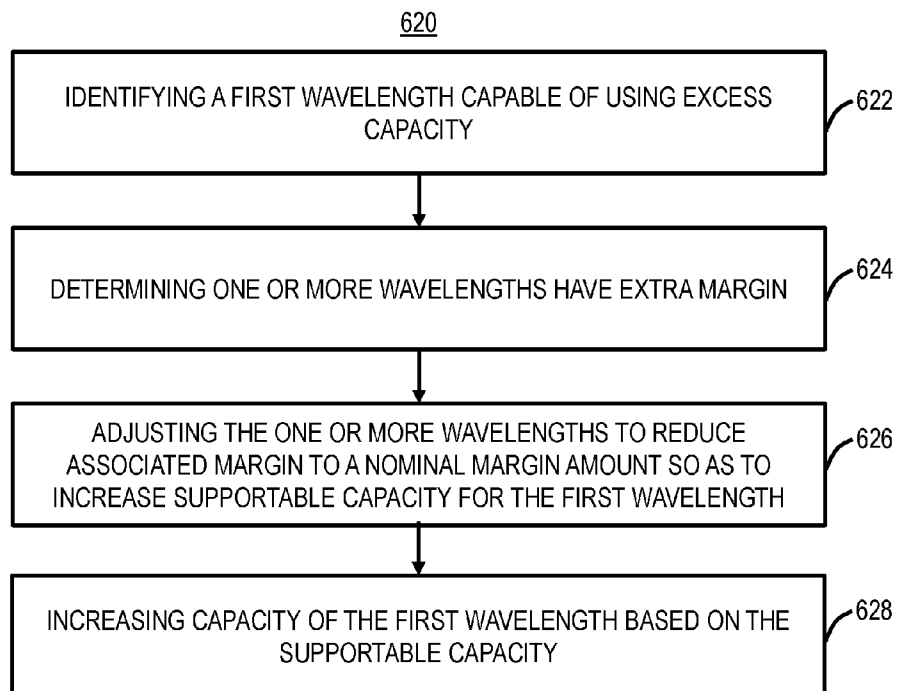 620
IDENTIFYING A FIRST WAVELENGTH CAPABLE OF USING EXCESS
CAPACITY
622
DETERMINING ONE OR MORE WAVELENGTHS HAVE EXTRA MARGIN
624
ADJUSTING THE ONE OR MORE WAVELENGTHS TO REDUCE
ASSOCIATED MARGIN TO A NOMINAL MARGIN AMOUNT SO AS TO
INCREASE SUPPORTABLE CAPACITY FOR THE FIRST WAVELENGTH
626
INCREASING CAPACITY OF THE FIRST WAVELENGTH BASED ON THE
SUPPORTABLE CAPACITY
628